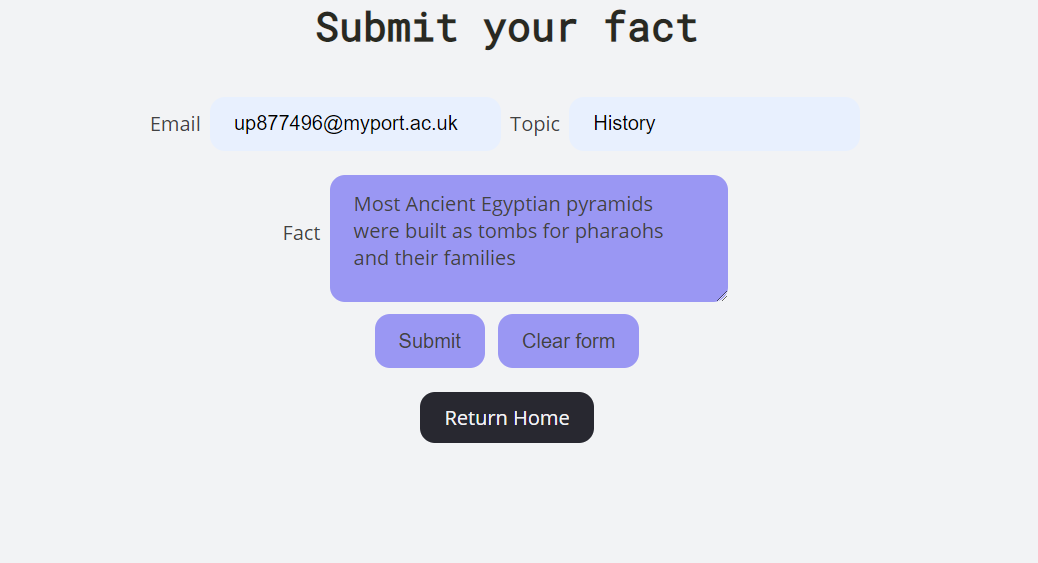 Submit your fact
Email up877496@myport.ac.uk Topic History
Fact
Most Ancient Egyptian pyramids
were built as tombs for pharaohs
and their families
Submit Clear form
Return Home